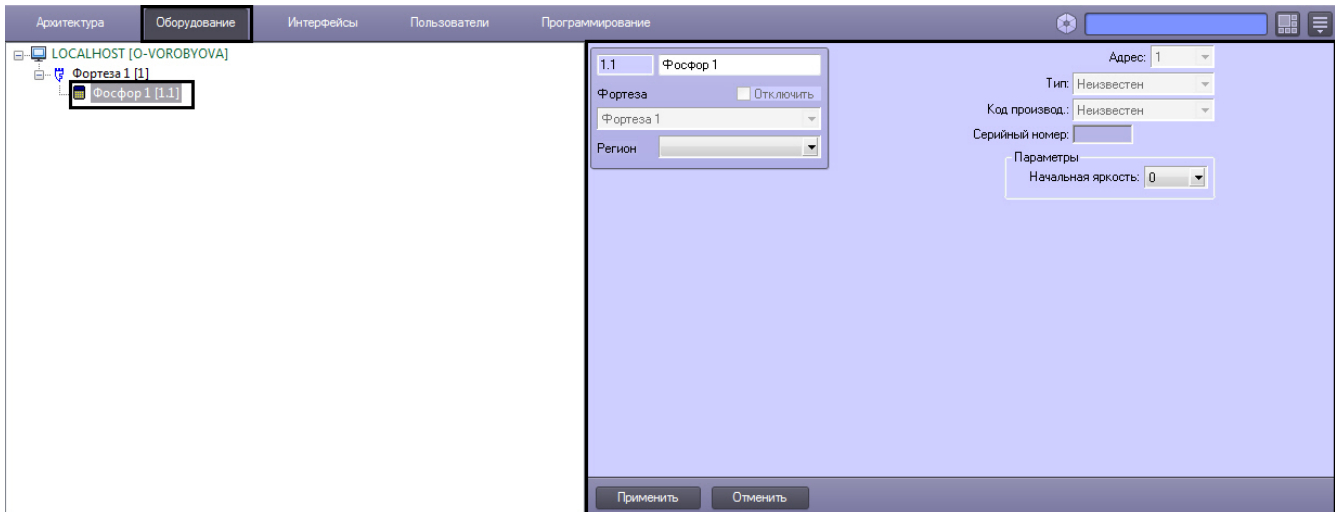 Архитектура Оборудование Интерфейсы Пользователи Программирование
LOCALHOST [O-VOROBYOVA]
Фортеза 1 [1]
Фосфор 1 [1.1]
1.1 Фосфор 1
Фортеза Отключить
Фортеза 1
Регион
Адрес: 1
Тип: Неизвестен
Код производ.: Неизвестен
Серийный номер:
Параметры
Начальная яркость: 0
Применить Отменить